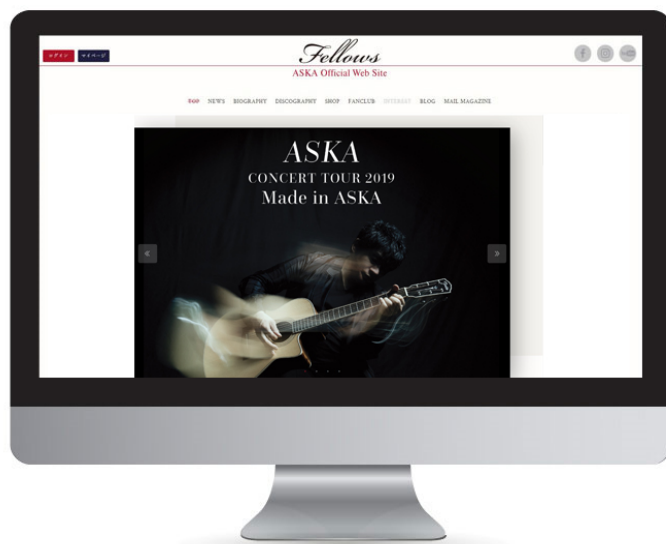 ログイン マイページ
Fellows
ASKA Official Web Site
TOP NEWS BIOGRAPHY DISCOGRAPHY SHOP FANCLUB INTEREST BLOG MAIL MAGAZINE
ASKA
CONCERT TOUR 2019
Made in ASKA